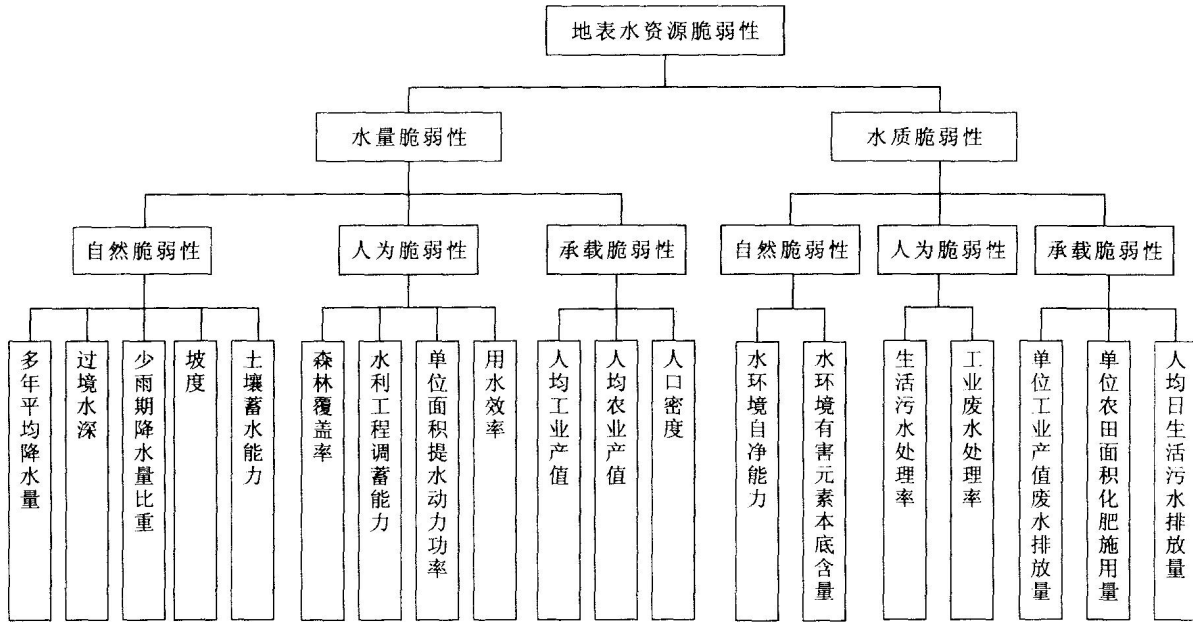 地表水资源脆弱性
水量脆弱性
水质脆弱性
自然脆弱性
人为脆弱性
承载脆弱性
自然脆弱性
人为脆弱性
承载脆弱性
多年平均降水量
过境水深
少雨期降水量比重
坡度
土壤蓄水能力
森林覆盖率
水利工程调蓄能力
单位面积提水动力功率
用水效率
人均工业产值
人均农业产值
人口密度
水环境自净能力
水环境有害元素本底含量
生活污水处理率
工业废水处理率
单位工业产值废水排放量
单位农田面积化肥施用量
人均日生活污水排放量